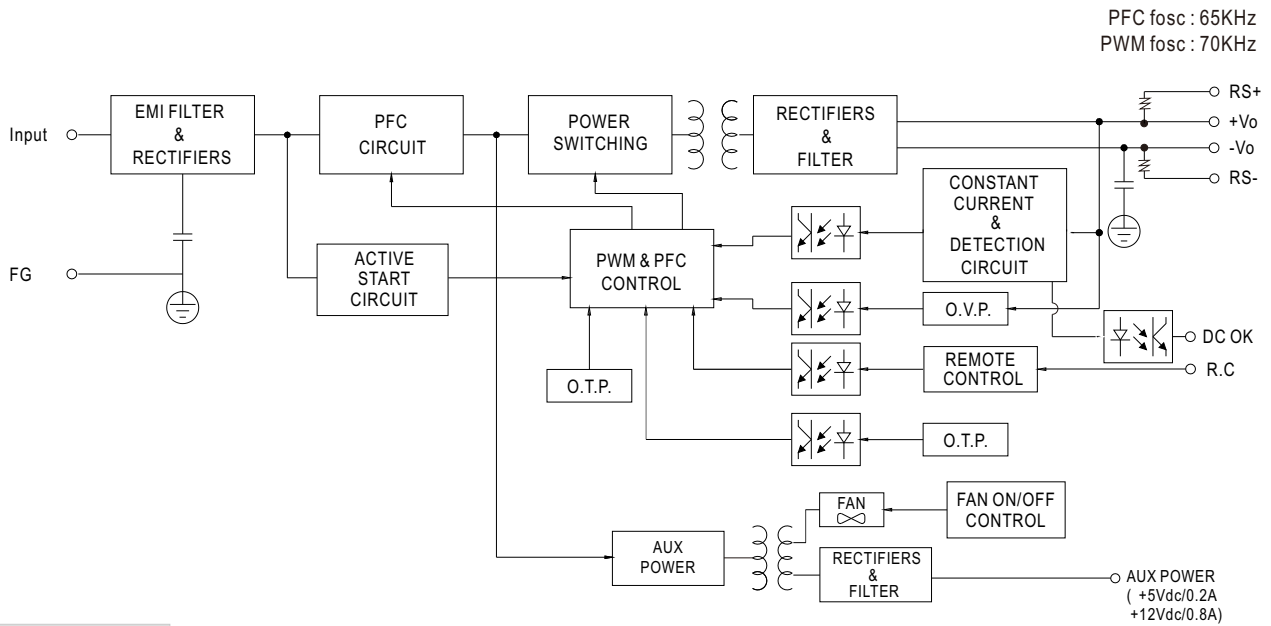 PFC fosc : 65KHz
PWM fosc : 70KHz
Input
EMI FILTER
&
RECTIFIERS
PFC
CIRCUIT
POWER
SWITCHING
RECTIFIERS
&
FILTER
RS+
+Vo
-Vo
RS-
FG
ACTIVE
START
CIRCUIT
PWM & PFC
CONTROL
CONSTANT
CURRENT
&
DETECTION
CIRCUIT
O.V.P.
DC OK
O.T.P.
REMOTE
CONTROL
R.C
O.T.P.
AUX
POWER
FAN
FAN ON/OFF
CONTROL
RECTIFIERS
&
FILTER
AUX POWER
( +5Vdc/0.2A
+12Vdc/0.8A)